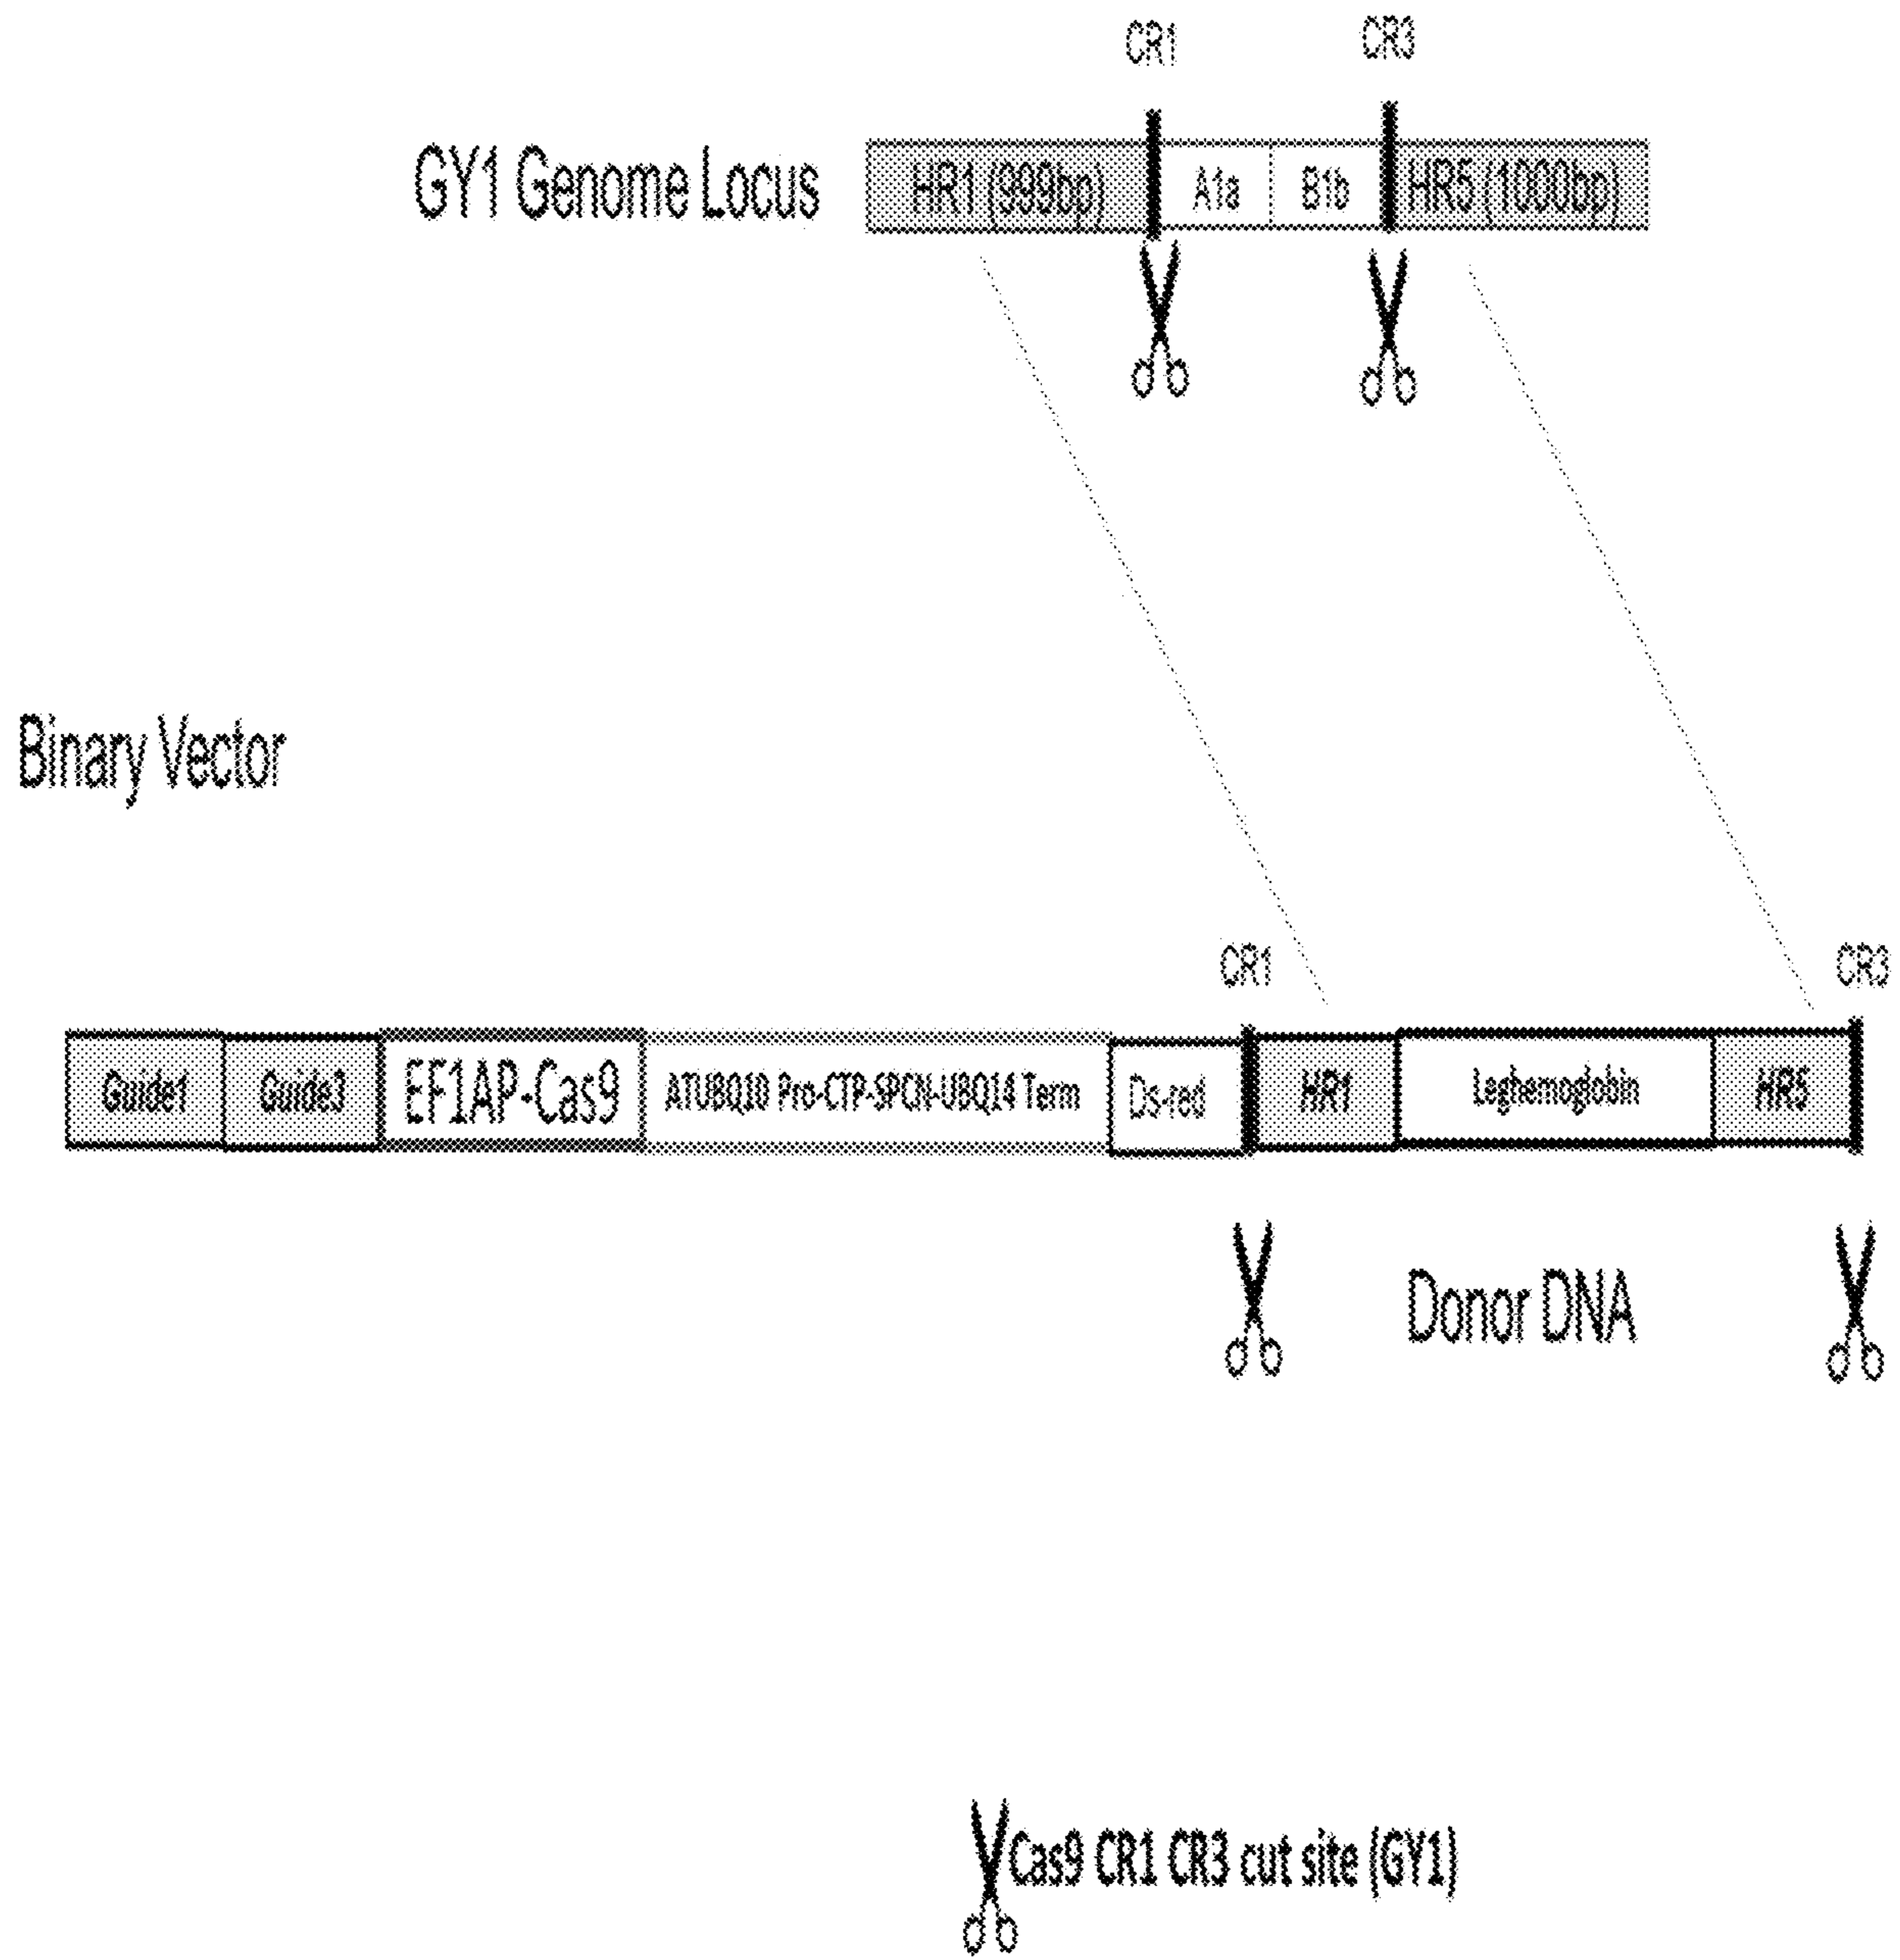 CR1 CR3
GY1 Genome Locus HR1 (999bp) A1a B1b HR5 (1000bp)
Binary Vector
CR1 CR3
Guide1 Guide3 EF1AP-Cas9 ATUBQ10 Pro-CTP-SPCN-UBQ14 Term Ds-red HR1 Leghemoglobin HR5
Donor DNA
Cas9 CR1 CR3 cut site (GY1)